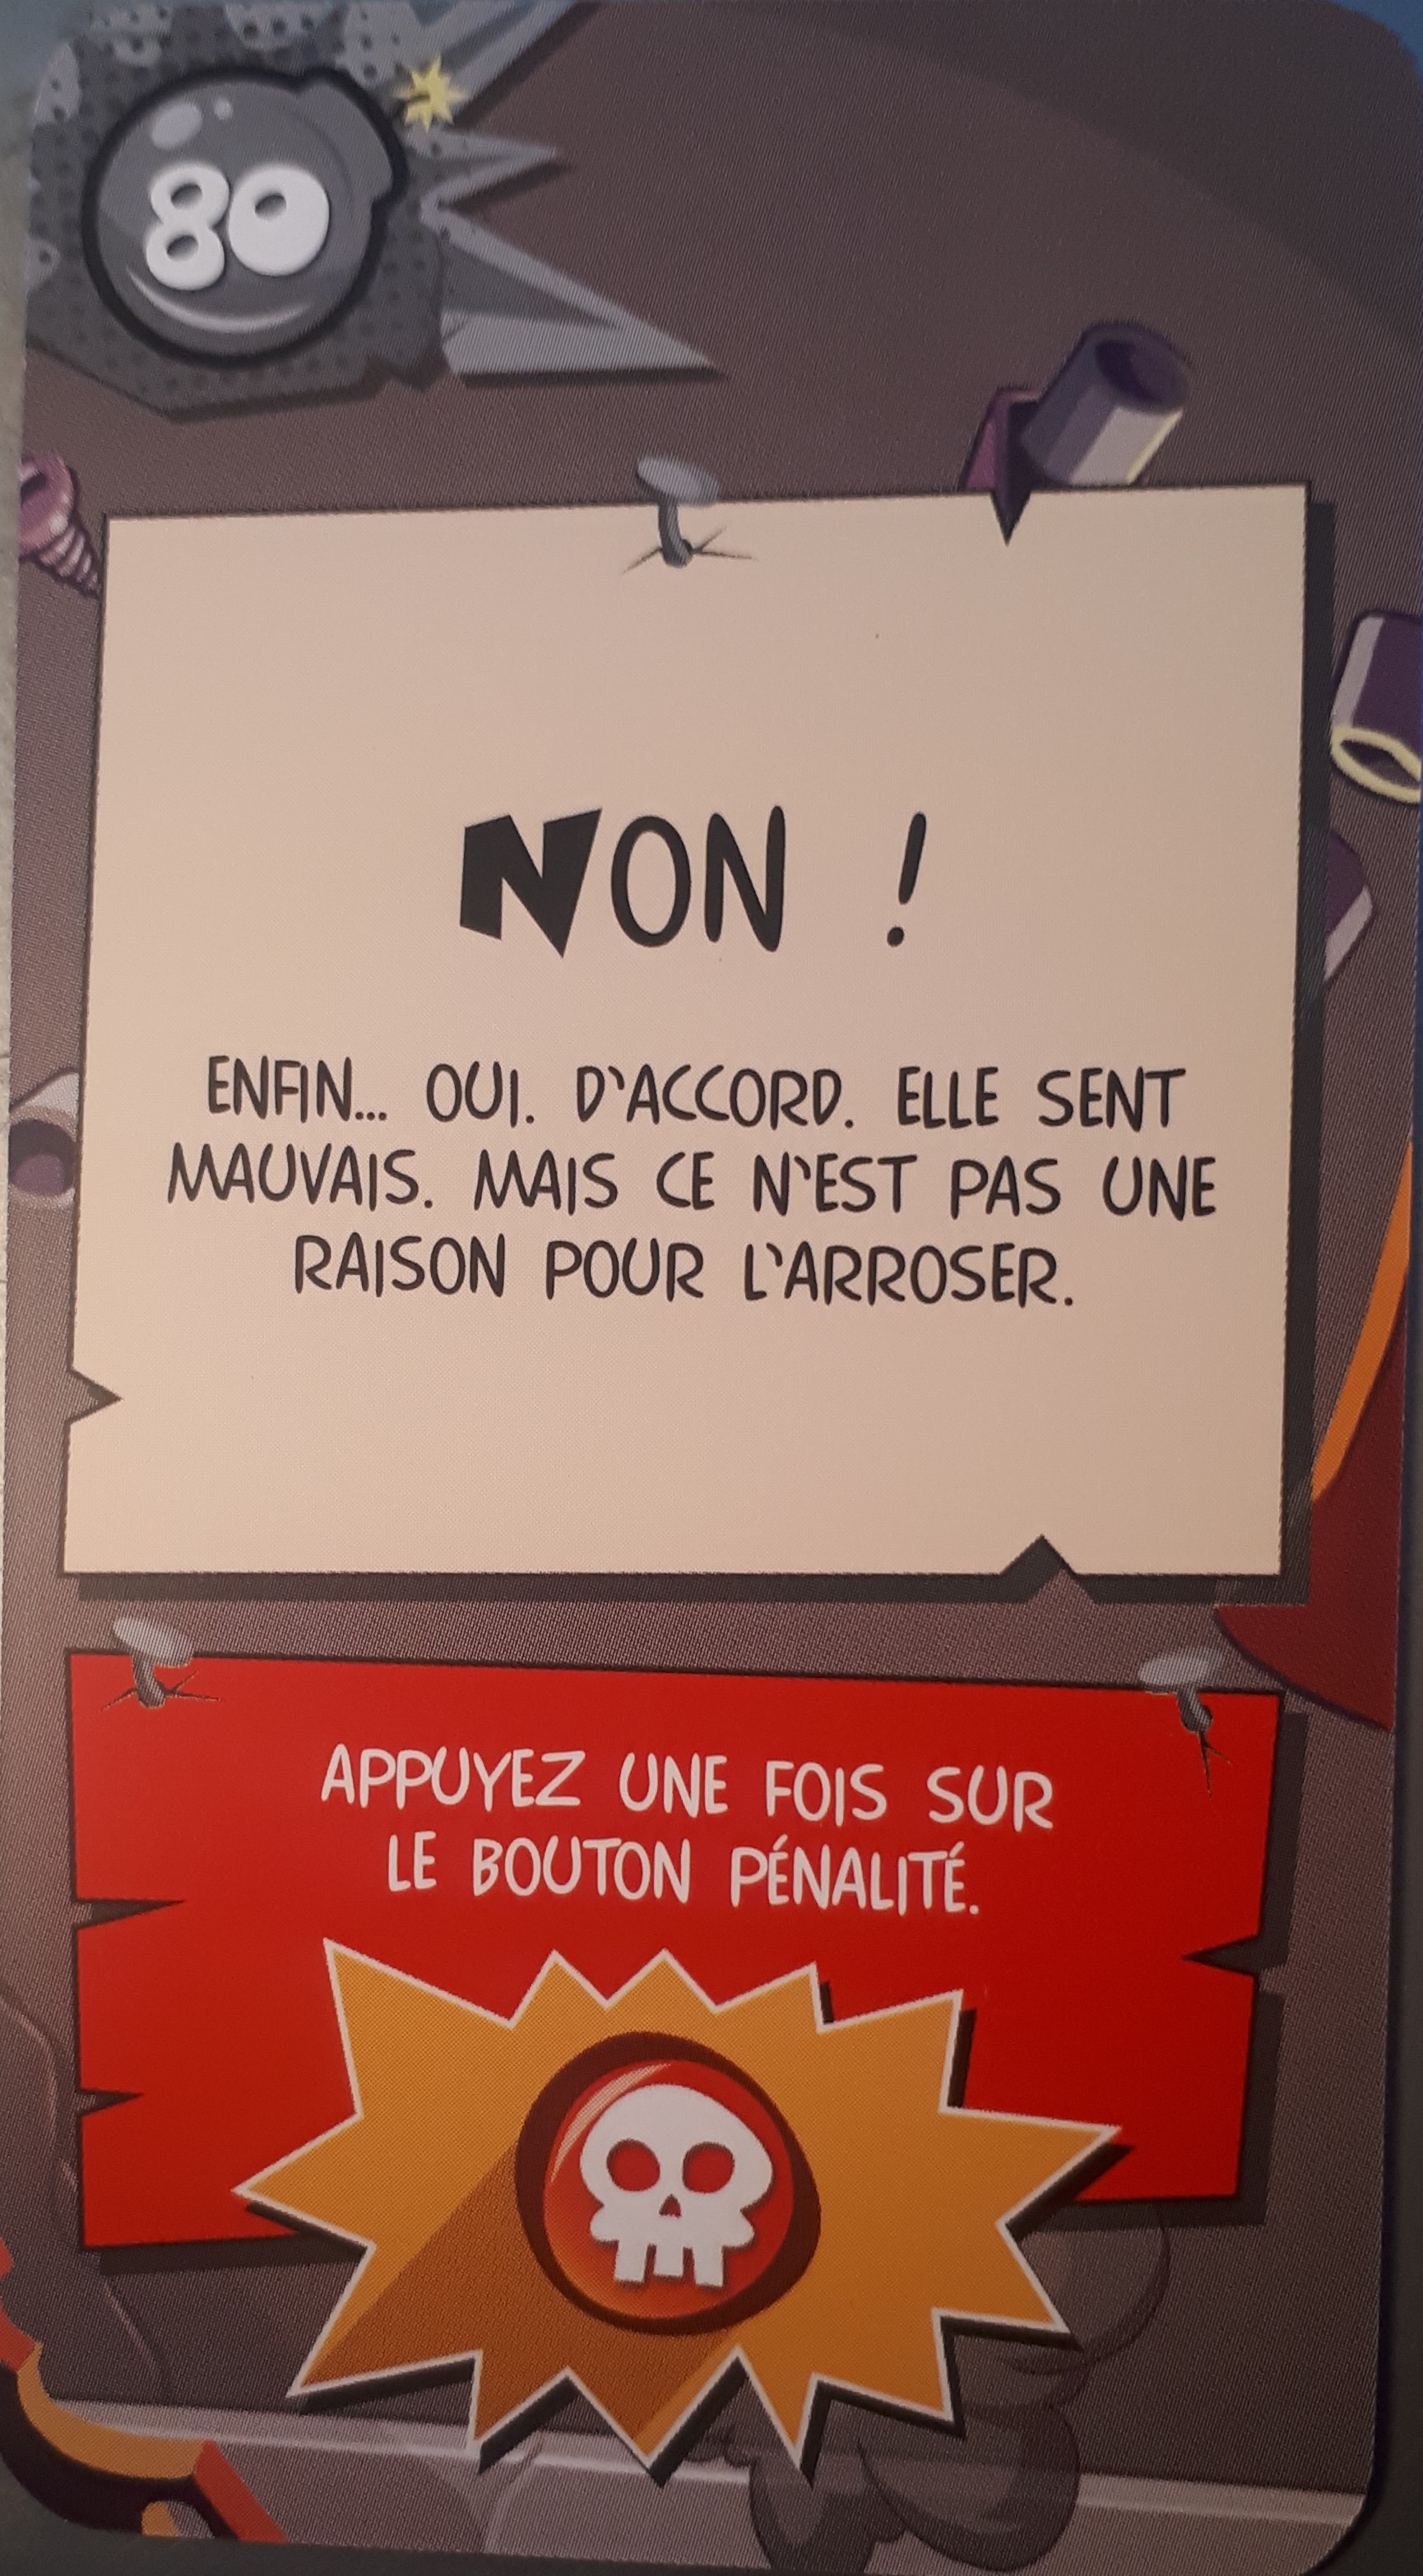 80
NON !
ENFIN... OUI. D'ACCORD. ELLE SENT
MAUVAIS. MAIS CE N'EST PAS UNE
RAISON POUR L'ARROSER.
APPUYEZ UNE FOIS SUR
LE BOUTON PÉNALITÉ.